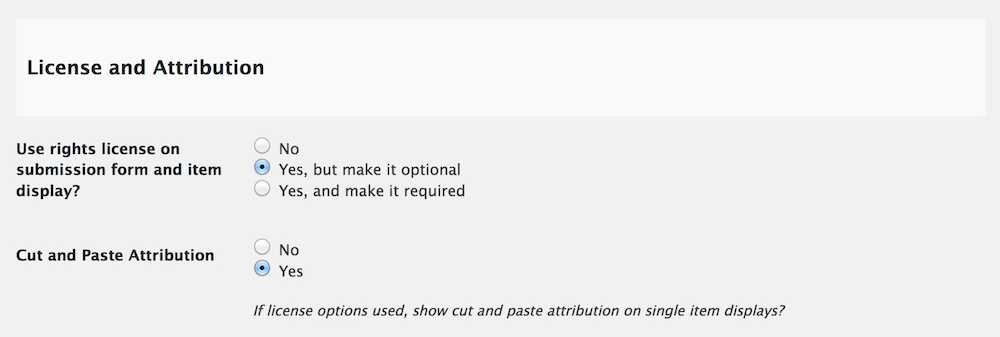 License and Attribution
Use rights license on
submission form and item
display?
No
Yes, but make it optional
Yes, and make it required
Cut and Paste Attribution
No
Yes
If license options used, show cut and paste attribution on single item displays?